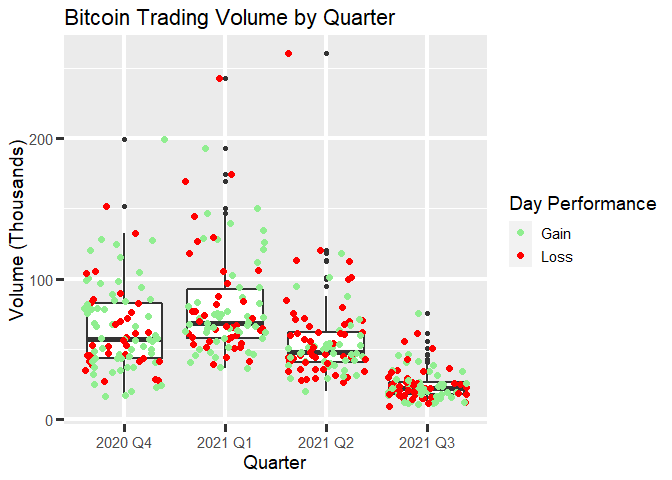 Bitcoin Trading Volume by Quarter
Volume (Thousands)
200
100
0
2020 Q4 2021 Q1 2021 Q2 2021 Q3
Quarter
Day Performance
Gain
Loss